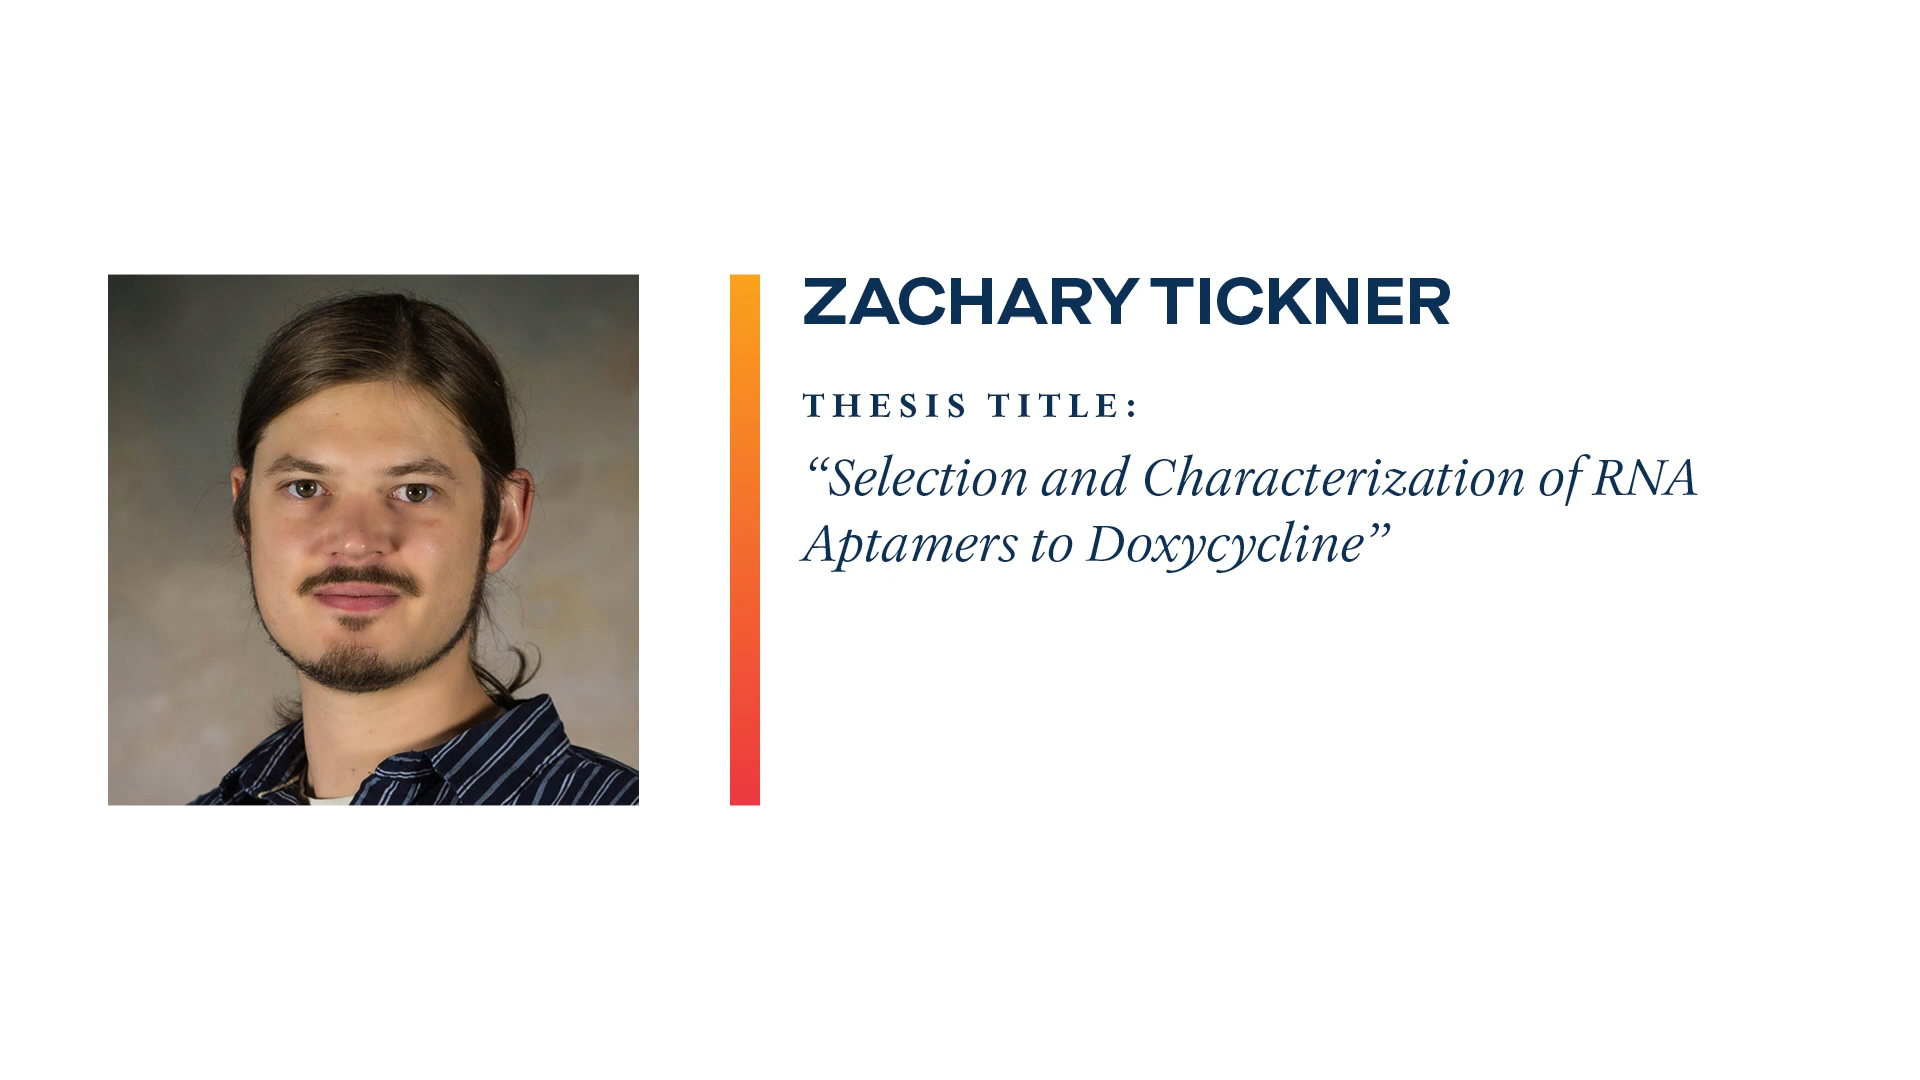 ZACHARY TICKNER
THESIS TITLE:
“Selection and Characterization of RNA
Aptamers to Doxycycline”